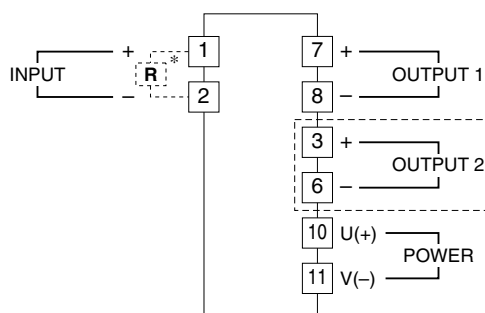 INPUT
+
R
*
–
1
2
7 +
OUTPUT 1
8 –
3 +
OUTPUT 2
6 –
10 U(+)
POWER
11 V(–)